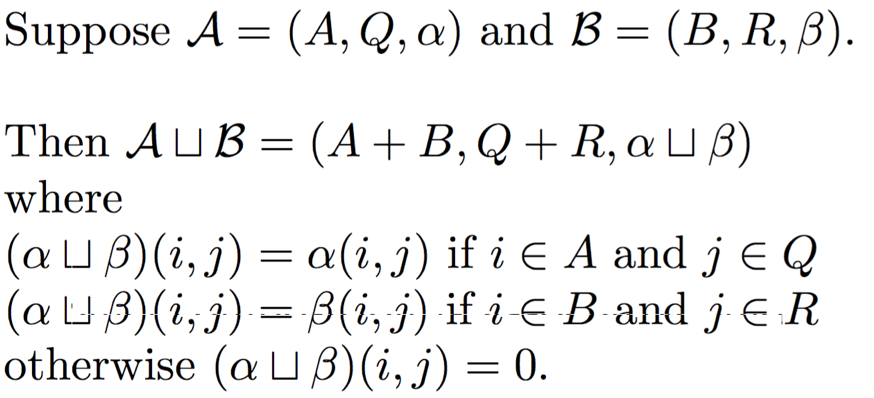 Suppose 𝒜 = (A, Q, α) and ℬ = (B, R, β).
Then 𝒜 ⊔ ℬ = (A + B, Q + R, α ⊔ β)
where
(α ⊔ β)(i, j) = α(i, j) if i ∈ A and j ∈ Q
(α ⊔ β)(i, j) = β(i, j) if i ∈ B and j ∈ R
otherwise (α ⊔ β)(i, j) = 0.